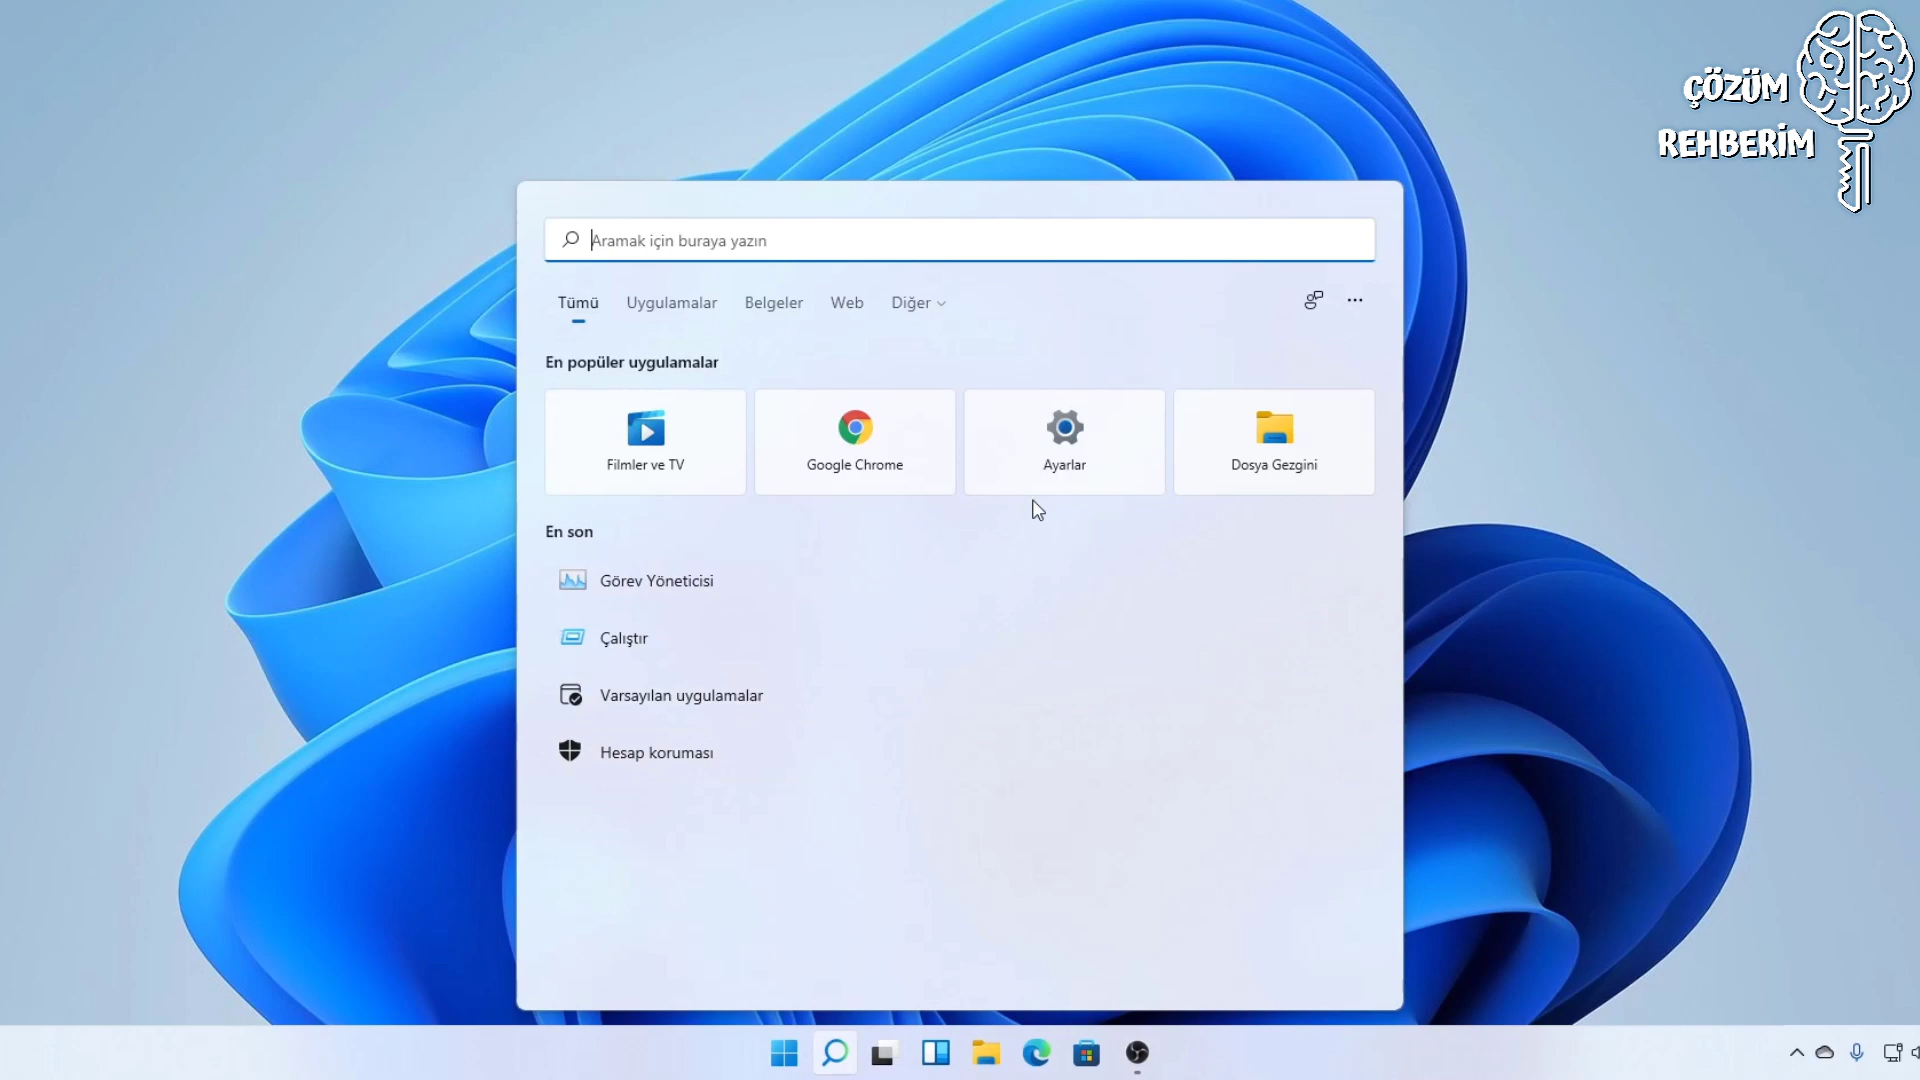 ÇÖZÜM
REHBERİM
Aramak için buraya yazın
Tümü Uygulamalar Belgeler Web Diğer
En popüler uygulamalar
Filmler ve TV Google Chrome Ayarlar Dosya Gezgini
En son
Görev Yöneticisi
Çalıştır
Varsayılan uygulamalar
Hesap koruması